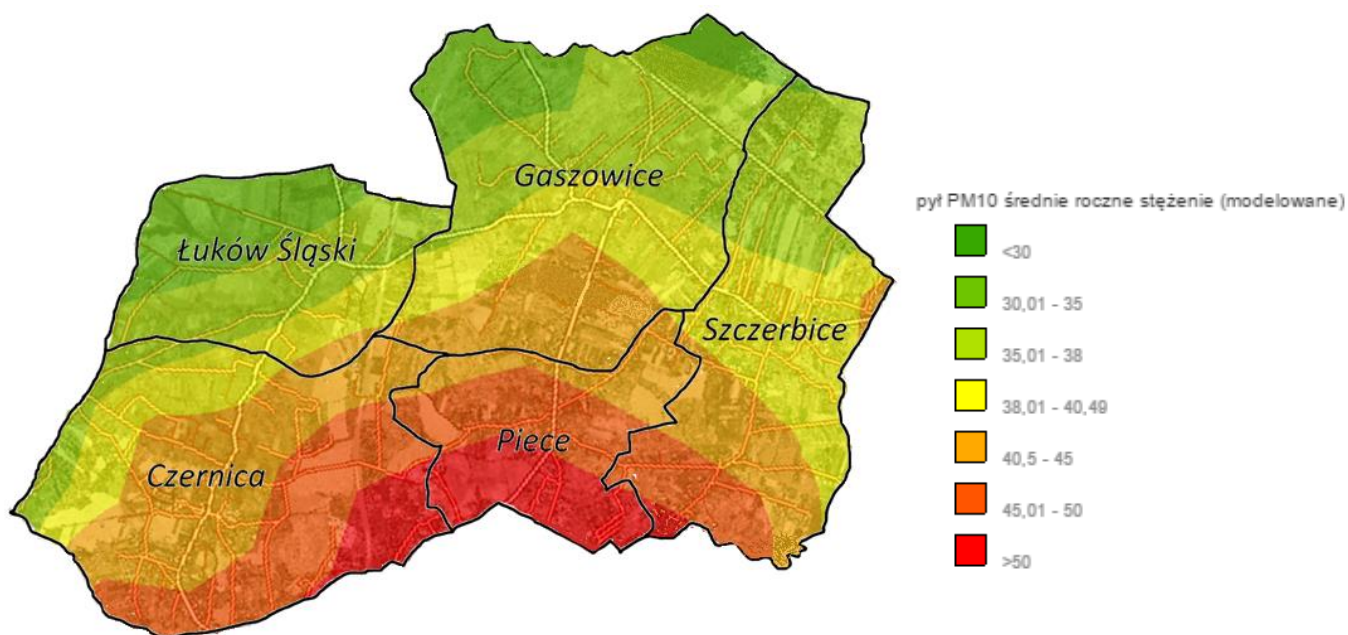 Gaszowice
Łuków Śląski
Szczerbice
Czernica
Piece
pył PM10 średnie roczne stężenie (modelowane)
<30
30,01 - 35
35,01 - 38
38,01 - 40,49
40,5 - 45
45,01 - 50
>50